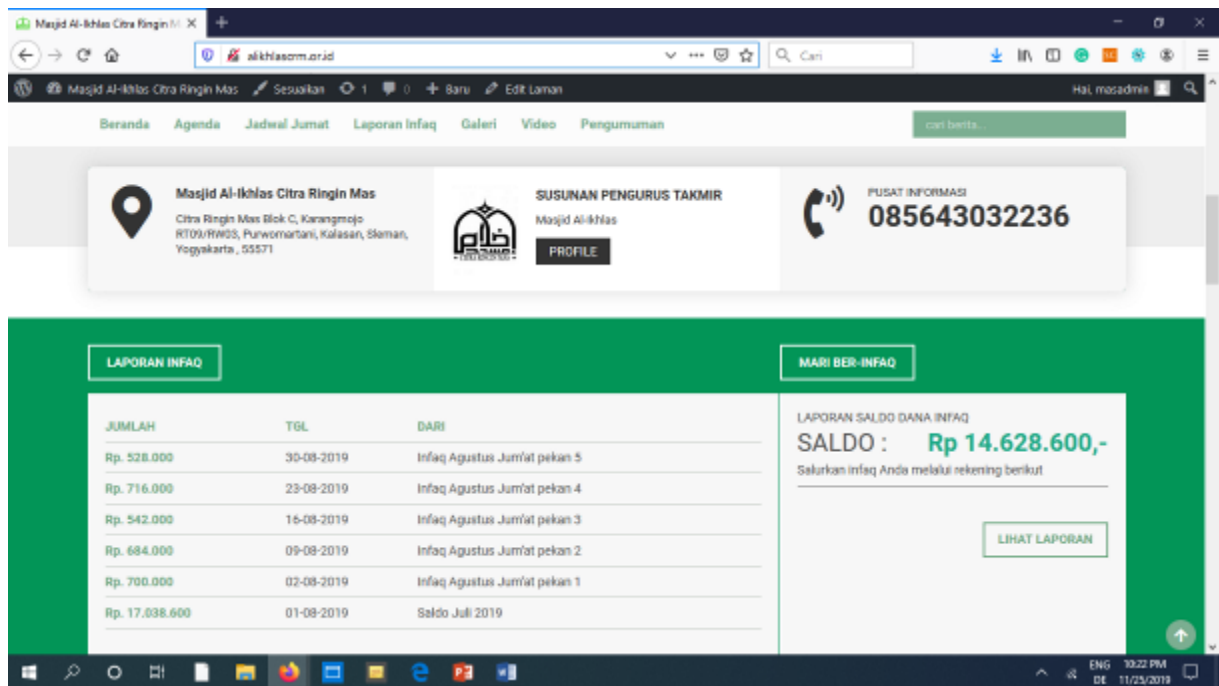 Masjid Al-Ikhlas Citra Ringin M
alikhlascrm.or.id
Cari
Masjid Al-Ikhlas Citra Ringin Mas Sesuaikan 1 0 Baru Edit Laman Hai, masadmin
Beranda Agenda Jadwal Jumat Laporan Infaq Galeri Video Pengumuman cari berita...
Masjid Al-Ikhlas Citra Ringin Mas
Citra Ringin Mas Blok C, Karangmojo
RT09/RW03, Purwomartani, Kalasan, Sleman,
Yogyakarta , 55571
CITRA RINGIN MAS
SUSUNAN PENGURUS TAKMIR
Masjid Al-Ikhlas
PROFILE
PUSAT INFORMASI
085643032236
LAPORAN INFAQ
JUMLAH TGL DARI
Rp. 528.000 30-08-2019 Infaq Agustus Jum'at pekan 5
Rp. 716.000 23-08-2019 Infaq Agustus Jum'at pekan 4
Rp. 542.000 16-08-2019 Infaq Agustus Jum'at pekan 3
Rp. 684.000 09-08-2019 Infaq Agustus Jum'at pekan 2
Rp. 700.000 02-08-2019 Infaq Agustus Jum'at pekan 1
Rp. 17.038.600 01-08-2019 Saldo Juli 2019
MARI BER-INFAQ
LAPORAN SALDO DANA INFAQ
SALDO : Rp 14.628.600,-
Salurkan infaq Anda melalui rekening berikut
LIHAT LAPORAN
ENG 10:22 PM
DE 11/25/2019